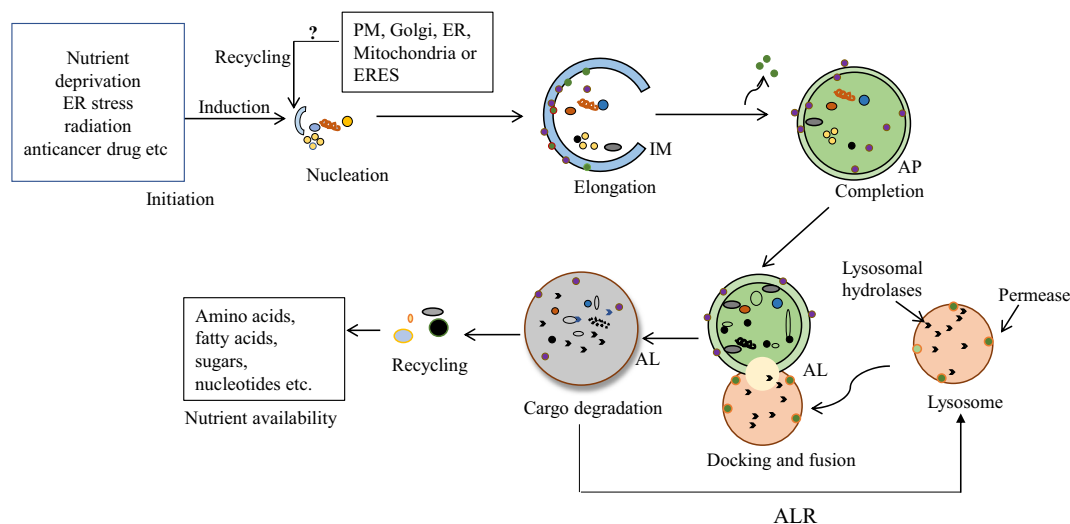 Nutrient
deprivation
ER stress
radiation
anticancer drug etc
Initiation
Induction
Recycling
?
PM, Golgi, ER,
Mitochondria or
ERES
Nucleation
IM
Elongation
AP
Completion
Lysosomal
hydrolases
Permease
Lysosome
AL
Docking and fusion
AL
Cargo degradation
Recycling
Amino acids,
fatty acids,
sugars,
nucleotides etc.
Nutrient availability
ALR